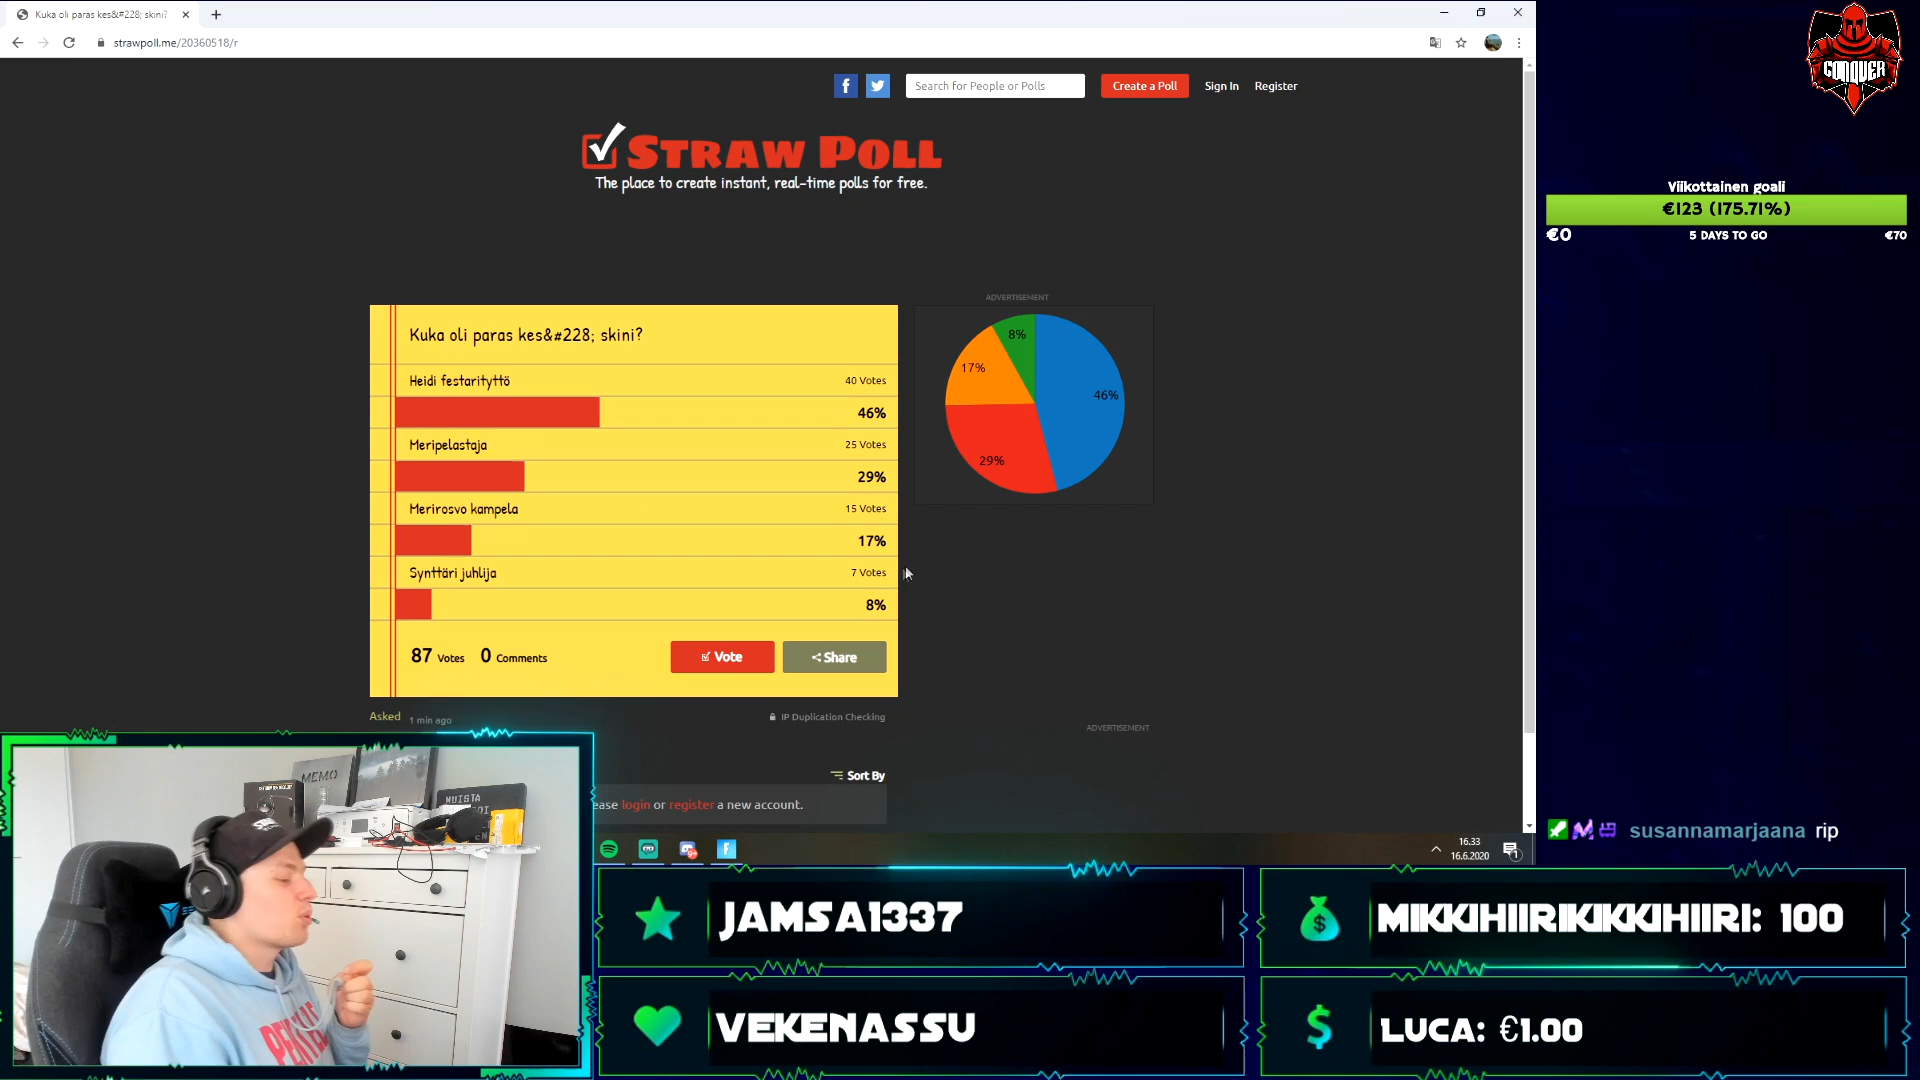 Kuka oli paras kes&#228; skini?
strawpoll.me/20360518/r
Search for People or Polls
Create a Poll
Sign In
Register
STRAW POLL
The place to create instant, real-time polls for free.
CONQUER
Viikottainen goali
€123 (175.71%)
€0
5 DAYS TO GO
€70
ADVERTISEMENT
Kuka oli paras kes&#228; skini?
Heidi festarityttö
40 Votes
46%
Meripelastaja
25 Votes
29%
Merirosvo kampela
15 Votes
17%
Synttäri juhlija
7 Votes
8%
8%
17%
46%
29%
87 Votes
0 Comments
Vote
Share
Asked
1 min ago
IP Duplication Checking
ADVERTISEMENT
Sort By
ease login or register a new account.
MEMO
MUISTA
susannamarjaana rip
16.33
16.6.2020
1
JAMSA1337
MIKKIHIIRIKIKKIHIIRI: 100
VEKENASSU
LUCA: €1.00